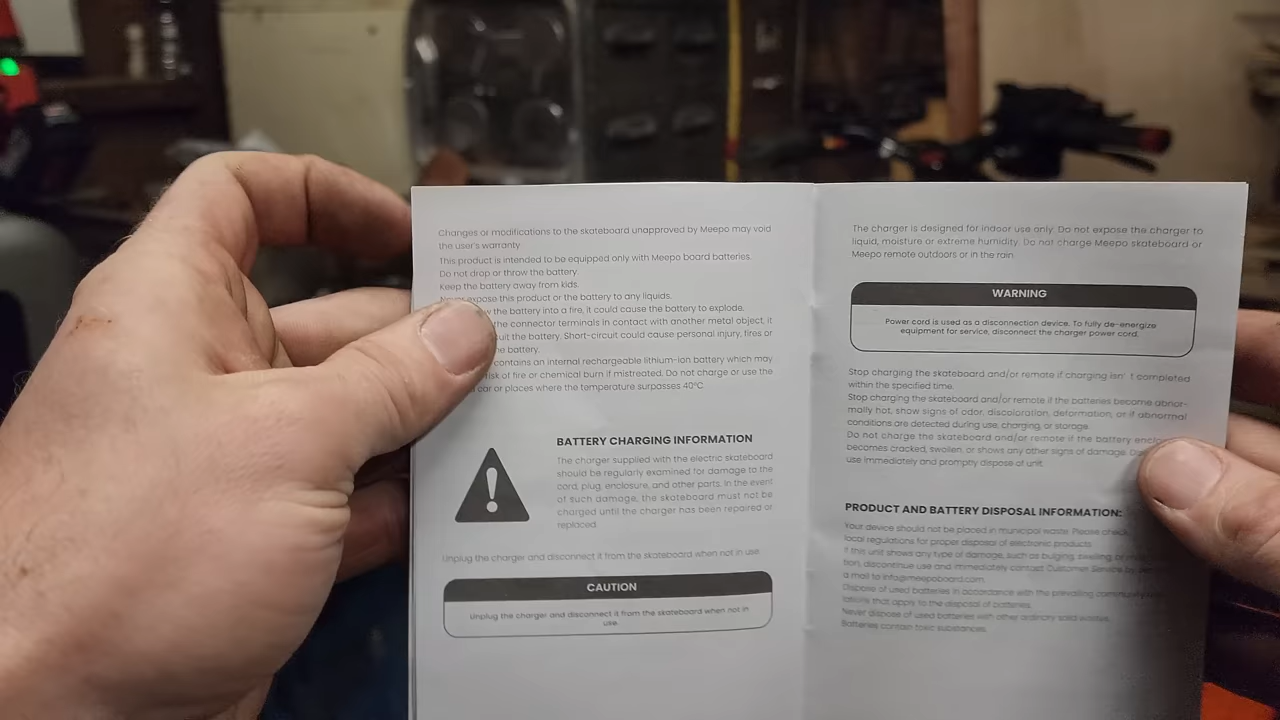 Changes or modifications to the skateboard unapproved by Meepo may void
the user's warranty
This product is intended to be equipped only with Meepo board batteries.
Do not drop or throw the battery
Keep the battery away from kids.
expose this product or the battery to any liquids.
the battery into a fire, it could cause the battery to explode.
the connector terminals in contact with another metal object, it
the battery. Short-circuit could cause personal injury, fires or
battery.
contains an internal rechargeable lithium-ion battery which may
risk of fire or chemical burn if mistreated. Do not charge or use the
car or places where the temperature surpasses 40°C
BATTERY CHARGING INFORMATION
The charger supplied with the electric skateboard
should be regularly examined for damage to the
cord, plug, enclosure, and other parts. In the event
of such damage, the skateboard must not be
charged until the charger has been repaired or
replaced.
Unplug the charger and disconnect it from the skateboard when not in use
CAUTION
Unplug the charger and disconnect it from the skateboard when not in
use.
The charger is designed for indoor use only. Do not expose the charger to
liquid, moisture or extreme humidity. Do not charge Meepo skateboard or
Meepo remote outdoors or in the rain.
WARNING
Power cord is used as a disconnection device. To fully de-energize
equipment for service, disconnect the charger power cord.
Stop charging the skateboard and/or remote if charging isn' t completed
within the specified time.
Stop charging the skateboard and/or remote if the batteries become abnor-
mally hot, show signs of odor, discoloration, deformation, or if abnormal
conditions are detected during use, charging, or storage.
Do not charge the skateboard and/or remote if the battery
becomes cracked, swollen, or shows any other signs of damage.
use immediately and promptly dispose of unit.
PRODUCT AND BATTERY DISPOSAL INFORMATION:
Your device should not be placed in municipal waste. Please check
local regulations for proper disposal of electronic products.
If this unit shows any type of damage, such as bulging, swelling, or
tion, discontinue use and immediately contact Customer Service by
a mail to info@meepoboard.com.
Dispose of used batteries in accordance with the prevailing community
lations that apply to the disposal of batteries.
Never dispose of used batteries with other ordinary solid wastes.
Batteries contain toxic substances.